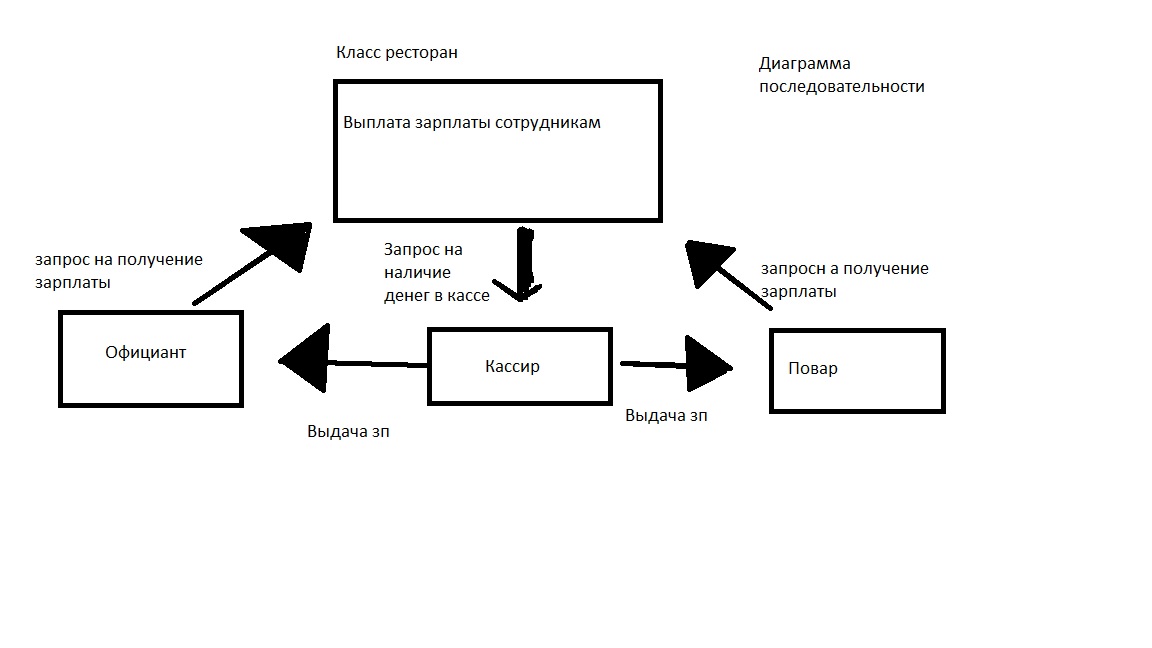 Класс ресторан
Диаграмма
последовательности
Выплата зарплаты сотрудникам
запрос на получение
зарплаты
Запрос на
наличие
денег в кассе
запросн а получение
зарплаты
Официант
Кассир
Повар
Выдача зп
Выдача зп